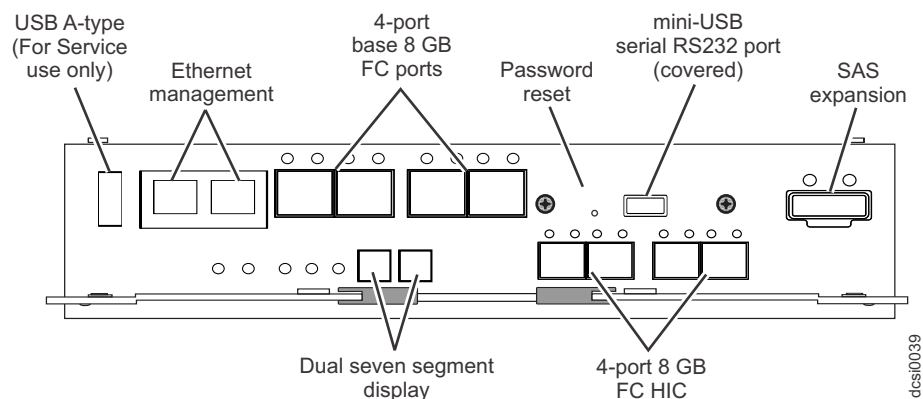 USB A-type
(For Service
use only)
Ethernet
management
4-port
base 8 GB
FC ports
Password
reset
mini-USB
serial RS232 port
(covered)
SAS
expansion
Dual seven segment
display
4-port 8 GB
FC HIC
dcsi0039